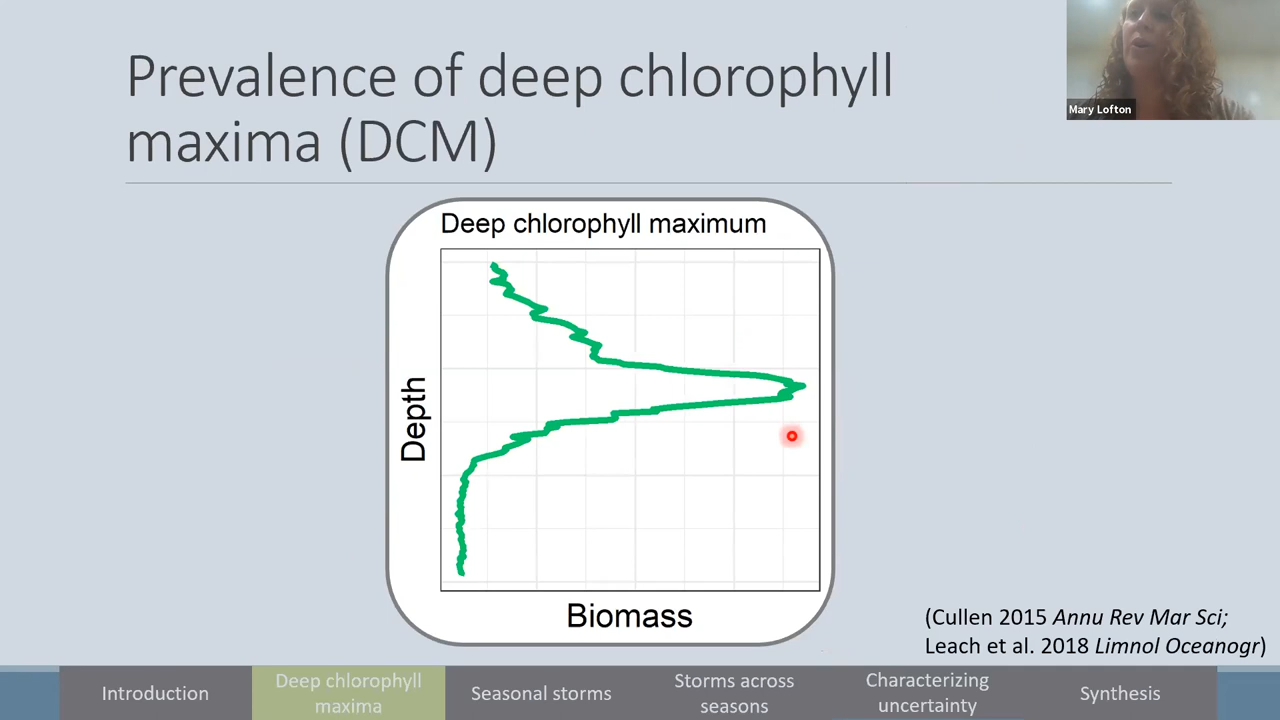 Prevalence of deep chlorophyll
maxima (DCM)
Mary Lofton
Deep chlorophyll maximum
Depth
Biomass
(Cullen 2015 Annu Rev Mar Sci;
Leach et al. 2018 Limnol Oceanogr)
Introduction
Deep chlorophyll
maxima
Seasonal storms
Storms across
seasons
Characterizing
uncertainty
Synthesis